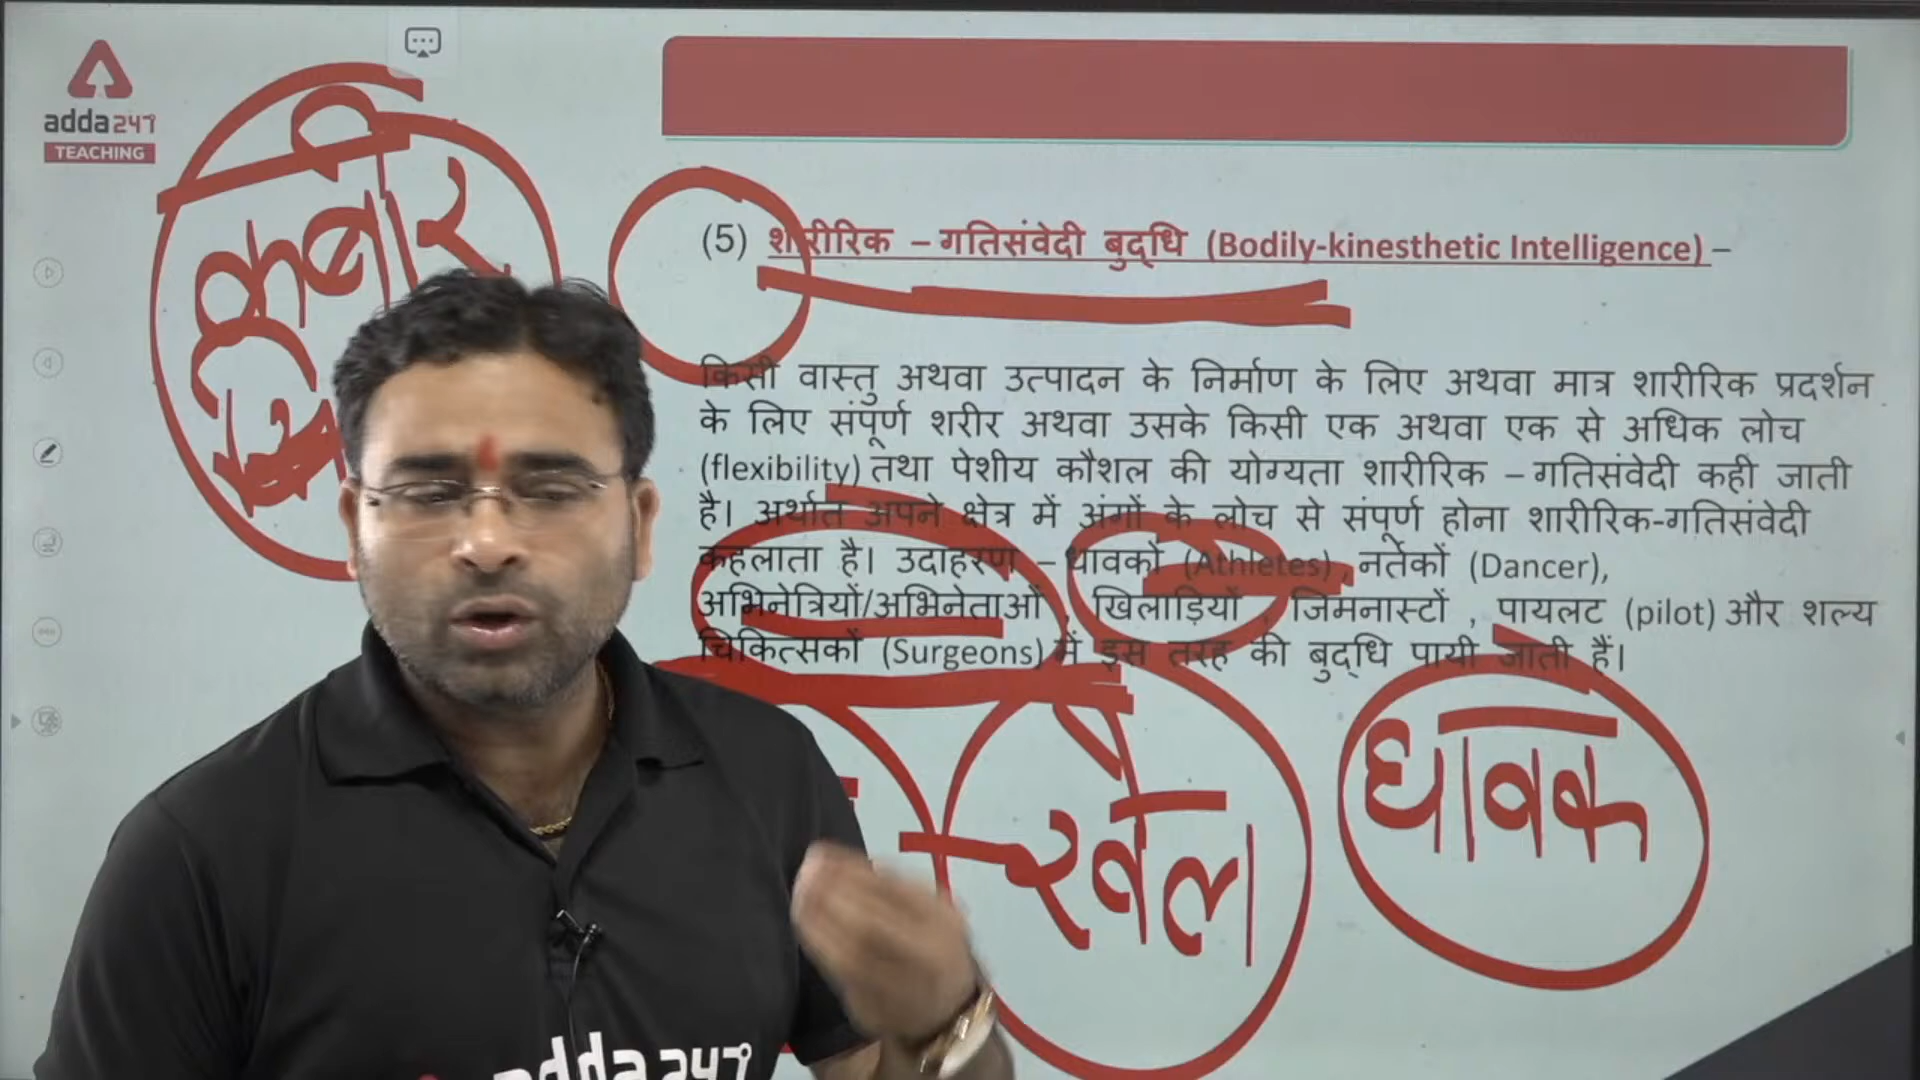 adda247
TEACHING
कबीर
(5) शारीरिक – गतिसंवेदी बुद्धि (Bodily-kinesthetic Intelligence) –
किसी वास्तु अथवा उत्पादन के निर्माण के लिए अथवा मात्र शारीरिक प्रदर्शन
के लिए संपूर्ण शरीर अथवा उसके किसी एक अथवा एक से अधिक लोच
(flexibility) तथा पेशीय कौशल की योग्यता शारीरिक – गतिसंवेदी कही जाती
है। अर्थात अपने क्षेत्र में अंगों के लोच से संपूर्ण होना शारीरिक-गतिसंवेदी
कहलाता है। उदाहरण – धावकों (Athletes) , नर्तकों (Dancer),
अभिनेत्रियों/अभिनेताओं , खिलाड़ियों , जिमनास्टों , पायलट (pilot) और शल्य
चिकित्सकों (Surgeons) में इस तरह की बुद्धि पायी जाती हैं।
खेल
धावक
adda247